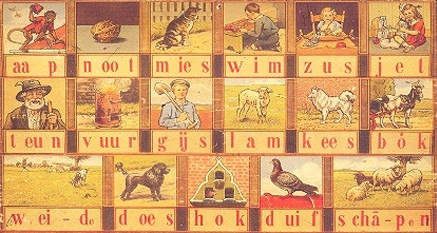 aap noot mies wim zus jet
teun vuur gijs lam kees bok
wei-de does hok duif schā-pen